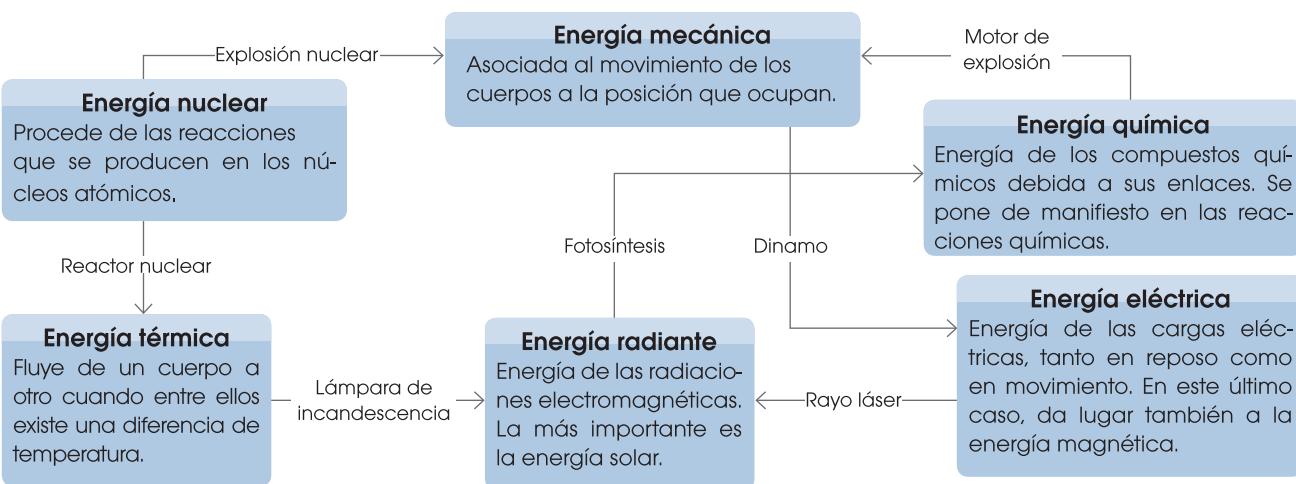 Energía mecánica
Asociada al movimiento de los
cuerpos a la posición que ocupan.
Explosión nuclear
Motor de
explosión
Energía nuclear
Procede de las reacciones
que se producen en los nú-
cleos atómicos.
Energía química
Energía de los compuestos quí-
micos debida a sus enlaces. Se
pone de manifiesto en las reac-
ciones químicas.
Reactor nuclear
Fotosíntesis
Dinamo
Energía térmica
Fluye de un cuerpo a
otro cuando entre ellos
existe una diferencia de
temperatura.
Lámpara de
incandescencia
Energía radiante
Energía de las radiacio-
nes electromagnéticas.
La más importante es
la energía solar.
Rayo láser
Energía eléctrica
Energía de las cargas eléc-
tricas, tanto en reposo como
en movimiento. En este último
caso, da lugar también a la
energía magnética.